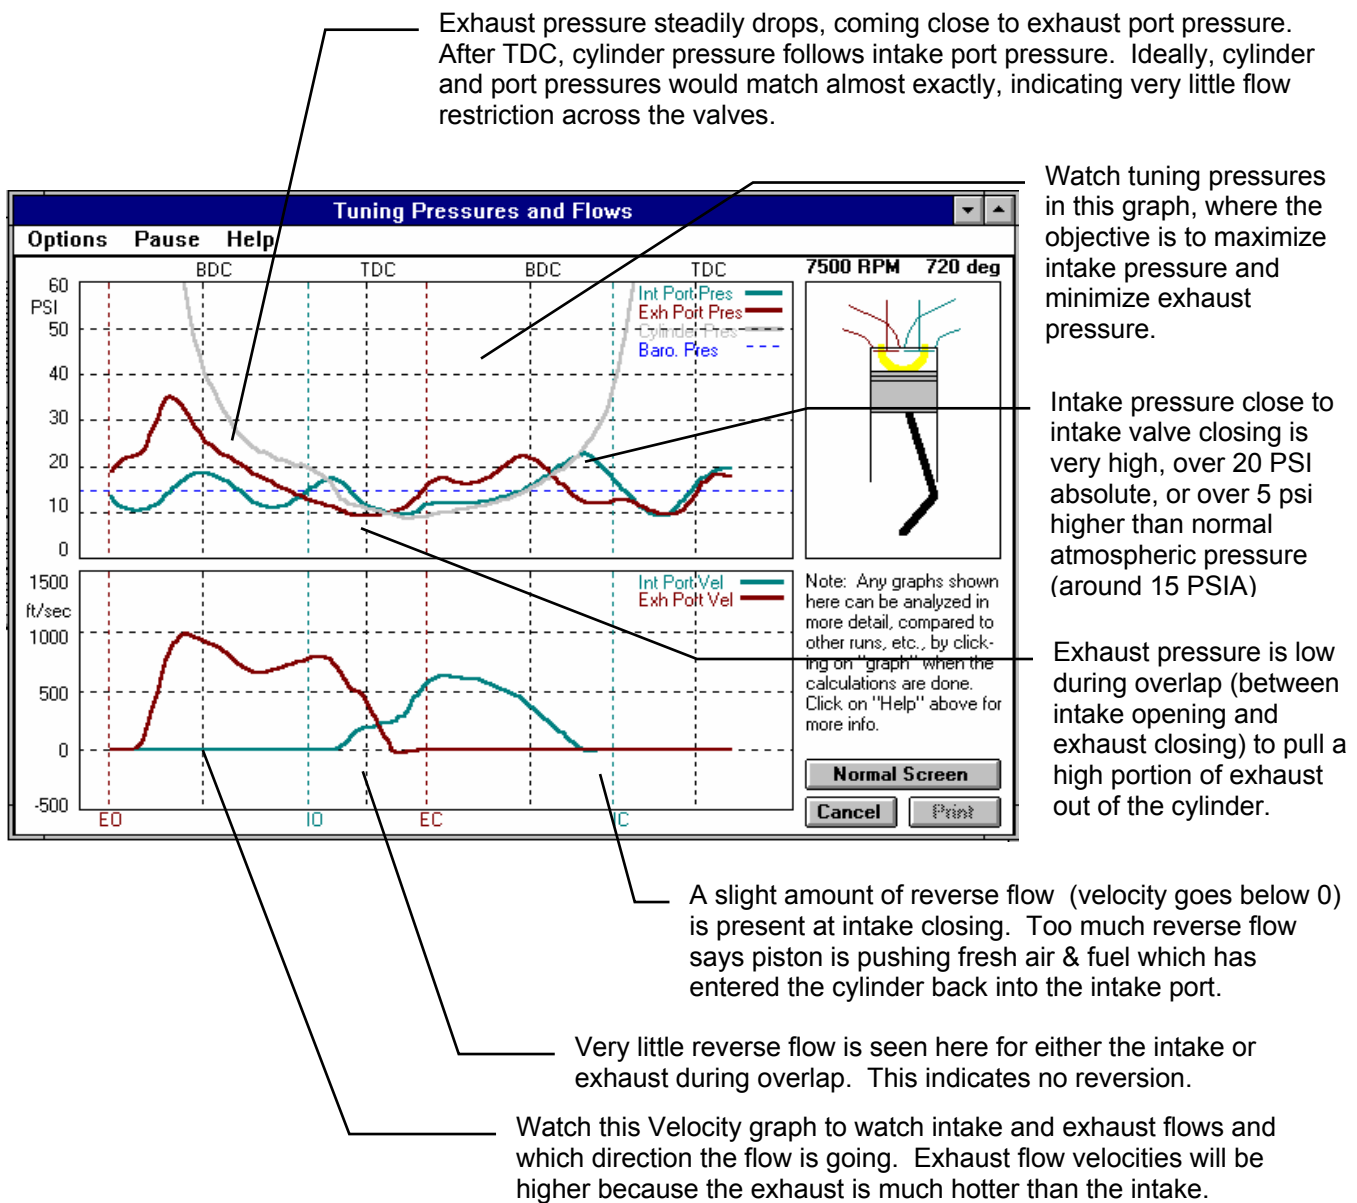 Exhaust pressure steadily drops, coming close to exhaust port pressure.
After TDC, cylinder pressure follows intake port pressure.  Ideally, cylinder
and port pressures would match almost exactly, indicating very little flow
restriction across the valves.
Watch tuning pressures
in this graph, where the
objective is to maximize
intake pressure and
minimize exhaust
pressure.
Tuning Pressures and Flows
Options Pause Help
BDC TDC BDC TDC
60
PSI
50
40
30
20
10
0
Int Port Pres
Exh Port Pres
Cylinder Pres
Baro. Pres
7500 RPM 720 deg
Intake pressure close to
intake valve closing is
very high, over 20 PSI
absolute, or over 5 psi
higher than normal
atmospheric pressure
(around 15 PSIA)
1500
ft/sec
1000
500
0
-500
Int Port Vel
Exh Port Vel
EO IO EC IC
Note: Any graphs shown
here can be analyzed in
more detail, compared to
other runs, etc., by click-
ing on "graph" when the
calculations are done.
Click on "Help" above for
more info.
Normal Screen
Cancel Print
Exhaust pressure is low
during overlap (between
intake opening and
exhaust closing) to pull a
high portion of exhaust
out of the cylinder.
A slight amount of reverse flow  (velocity goes below 0)
is present at intake closing.  Too much reverse flow
says piston is pushing fresh air & fuel which has
entered the cylinder back into the intake port.
Very little reverse flow is seen here for either the intake or
exhaust during overlap.  This indicates no reversion.
Watch this Velocity graph to watch intake and exhaust flows and
which direction the flow is going.  Exhaust flow velocities will be
higher because the exhaust is much hotter than the intake.